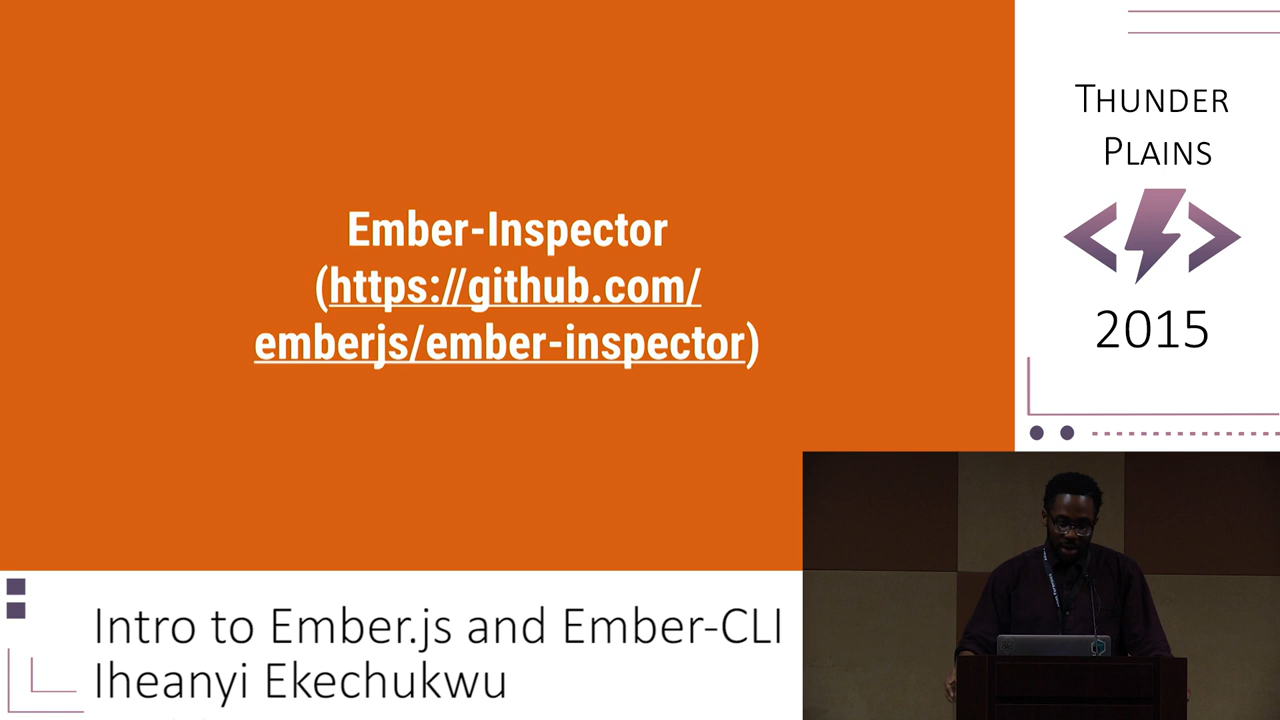 Ember-Inspector
(https://github.com/
emberjs/ember-inspector)
THUNDER
PLAINS
2015
Intro to Ember.js and Ember-CLI
Iheanyi Ekechukwu